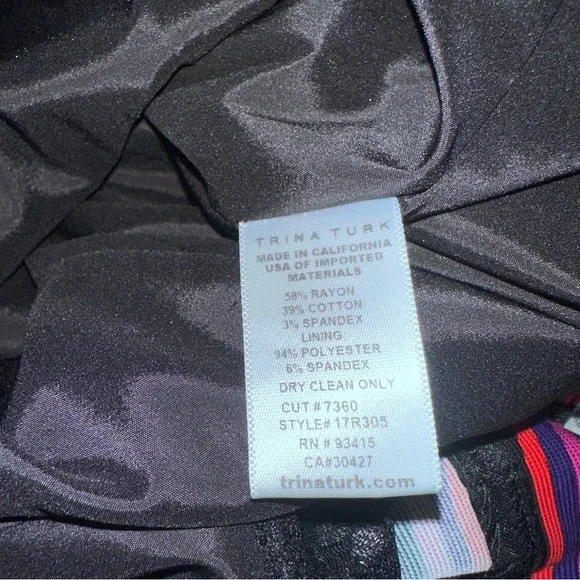 TRINA TURK
MADE IN CALIFORNIA
USA OF IMPORTED
MATERIALS
58% RAYON
39% COTTON
3% SPANDEX
LINING:
94% POLYESTER
6% SPANDEX
DRY CLEAN ONLY
CUT # 7360
STYLE# 17R305
RN # 93415
CA#30427
trinaturk.com